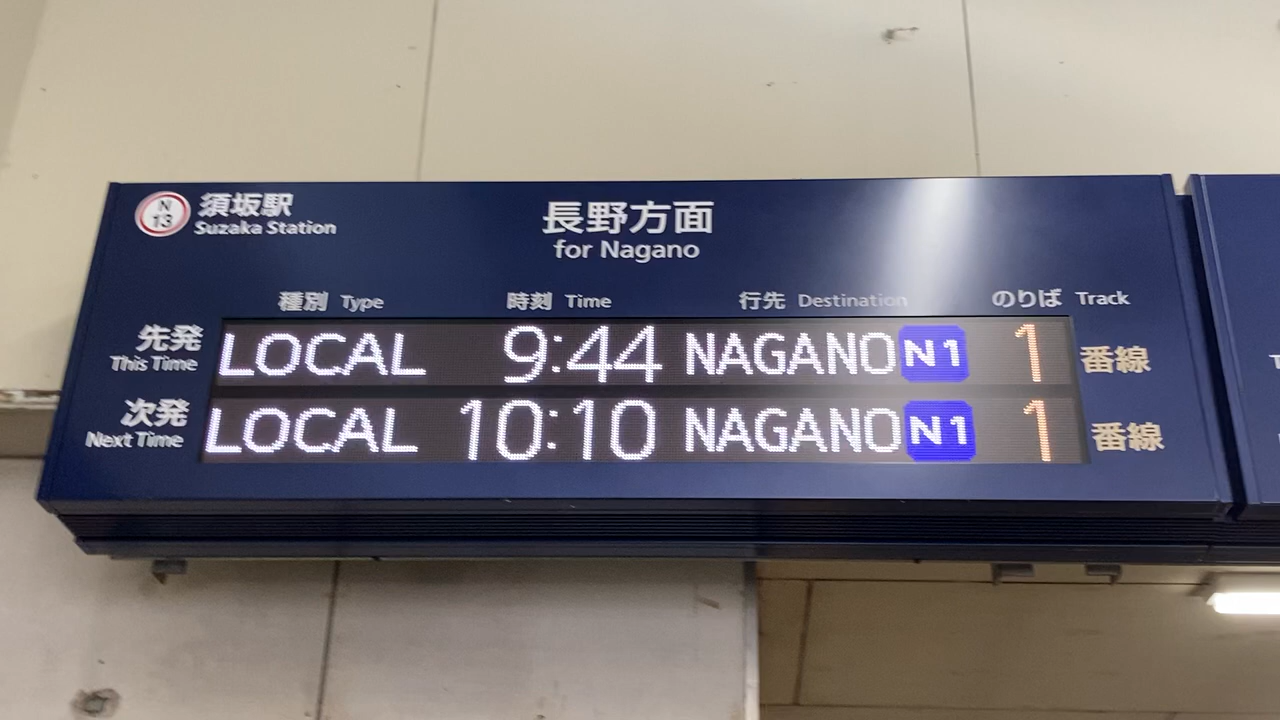 N 13
須坂駅
Suzaka Station
長野方面
for Nagano
種別 Type 時刻 Time 行先 Destination のりば Track
先発 LOCAL 9:44 NAGANO N1 1 番線
This Time
次発 LOCAL 10:10 NAGANO N1 1 番線
Next Time